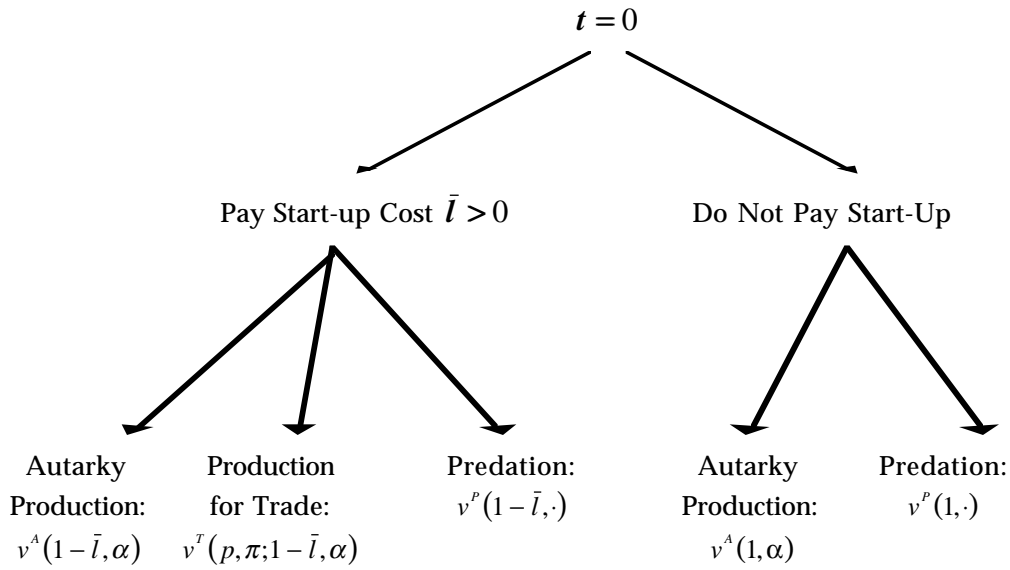 t = 0
Pay Start-up Cost l̄ > 0
Do Not Pay Start-Up
Autarky
Production:
v^A(1 − l̄, α)
Production
for Trade:
v^T(p, π; 1 − l̄, α)
Predation:
v^P(1 − l̄, ·)
Autarky
Production:
v^A(1, α)
Predation:
v^P(1, ·)